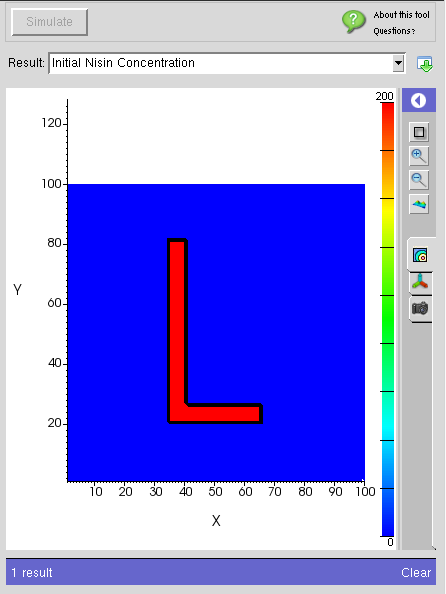 Simulate
About this tool
Questions?
Result: Initial Nisin Concentration
200
120
100
80
Y
60
40
20
10 20 30 40 50 60 70 80 90 100
X
0
1 result Clear